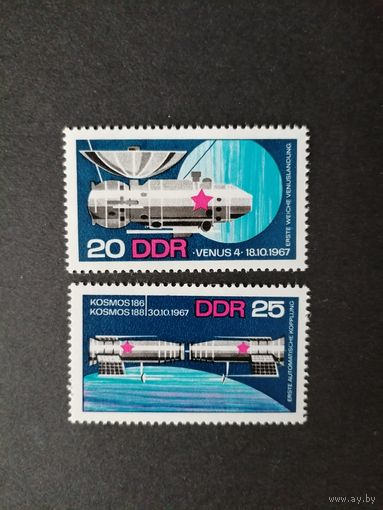 20 DDR
·VENUS 4·18.10.1967
ERSTE WEICHE VENUSLANDUNG
KOSMOS 186
KOSMOS 188 30.10.1967
DDR 25
ERSTE AUTOMATISCHE KOPPLUNG
www.ay.by